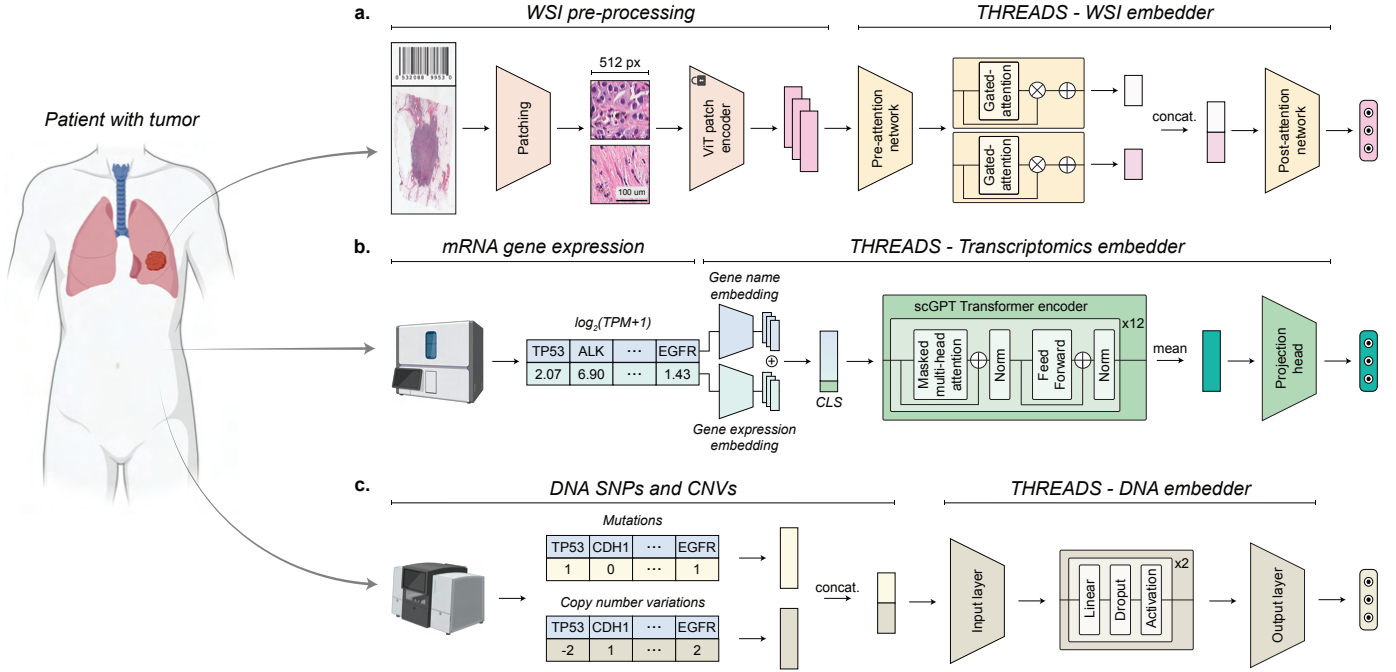 a.
WSI pre-processing
THREADS - WSI embedder
Patient with tumor
0 532088 9953 0
Patching
512 px
100 um
ViT patch
encoder
Pre-attention
network
Gated-
attention
Gated-
attention
concat.
Post-attention
network
b.
mRNA gene expression
THREADS - Transcriptomics embedder
log2(TPM+1)
TP53 ALK ... EGFR
2.07 6.90 ... 1.43
Gene name
embedding
Gene expression
embedding
CLS
scGPT Transformer encoder
x12
Masked
multi-head
attention
Norm
Feed
Forward
Norm
mean
Projection
head
c.
DNA SNPs and CNVs
THREADS - DNA embedder
Mutations
TP53 CDH1 ... EGFR
1 0 ... 1
Copy number variations
TP53 CDH1 ... EGFR
-2 1 ... 2
concat.
Input layer
x2
Linear
Droput
Activation
Output layer